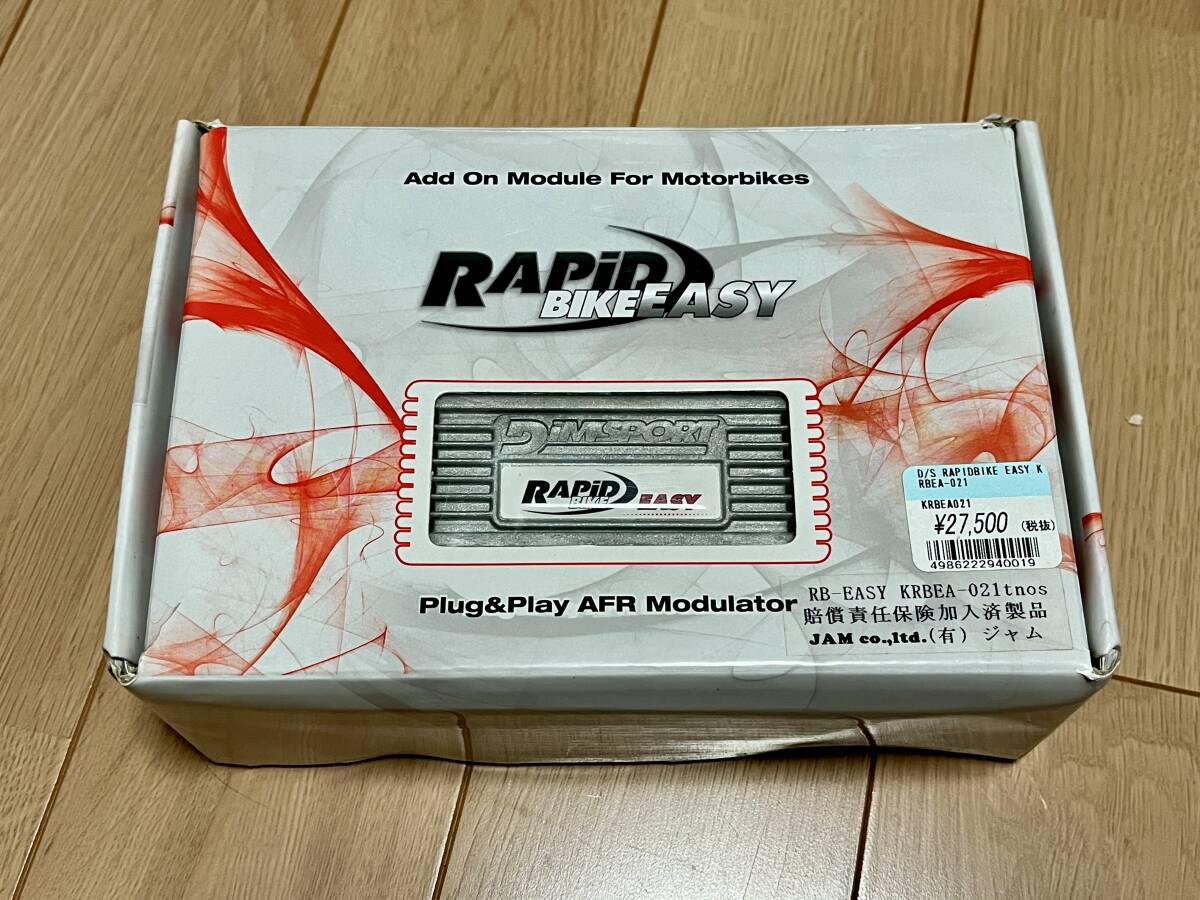 Add On Module For Motorbikes
RAPiD
BIKE EASY
DiMSPORT
RAPiD
BIKE EASY
D/S RAPIDBIKE EASY K
RBEA-021
KRBEA021
¥27,500 (税抜)
4986222940019
Plug&Play AFR Modulator
RB-EASY KRBEA-021tnos
賠償責任保険加入済製品
JAM co.,ltd.(有) ジャム